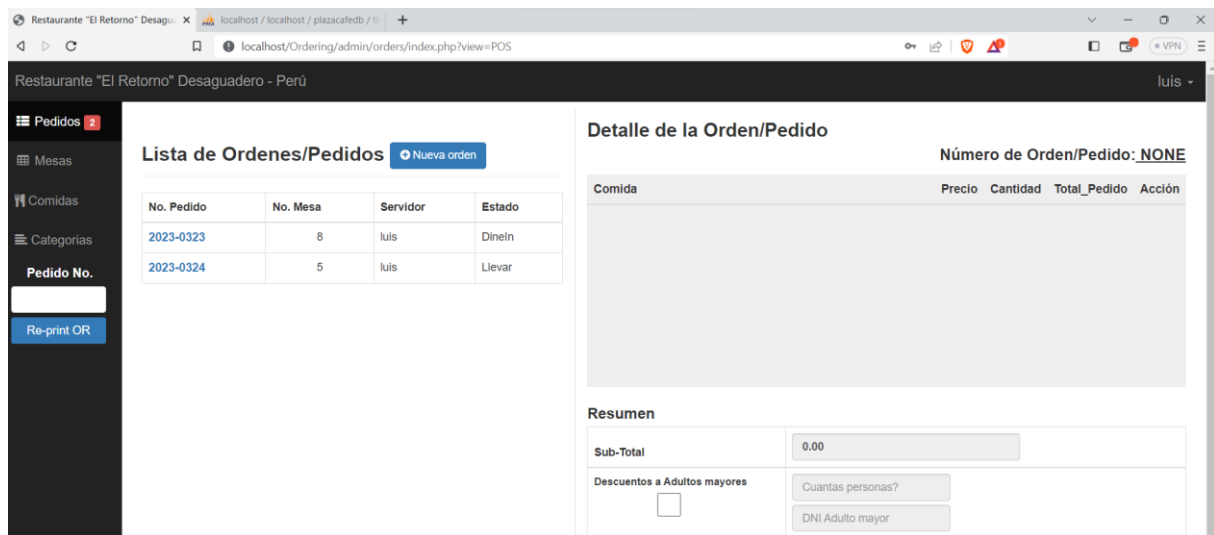 Restaurante "El Retorno" Desagu
localhost / localhost / plazacafedb / tb
localhost/Ordering/admin/orders/index.php?view=POS
VPN
Restaurante "El Retorno" Desaguadero - Perú
luis
Pedidos 2
Mesas
Comidas
Categorias
Pedido No.
Re-print OR
Lista de Ordenes/Pedidos
Nueva orden
No. Pedido No. Mesa Servidor Estado
2023-0323 8 luis DineIn
2023-0324 5 luis Llevar
Detalle de la Orden/Pedido
Número de Orden/Pedido: NONE
Comida Precio Cantidad Total_Pedido Acción
Resumen
Sub-Total 0.00
Descuentos a Adultos mayores
Cuantas personas?
DNI Adulto mayor